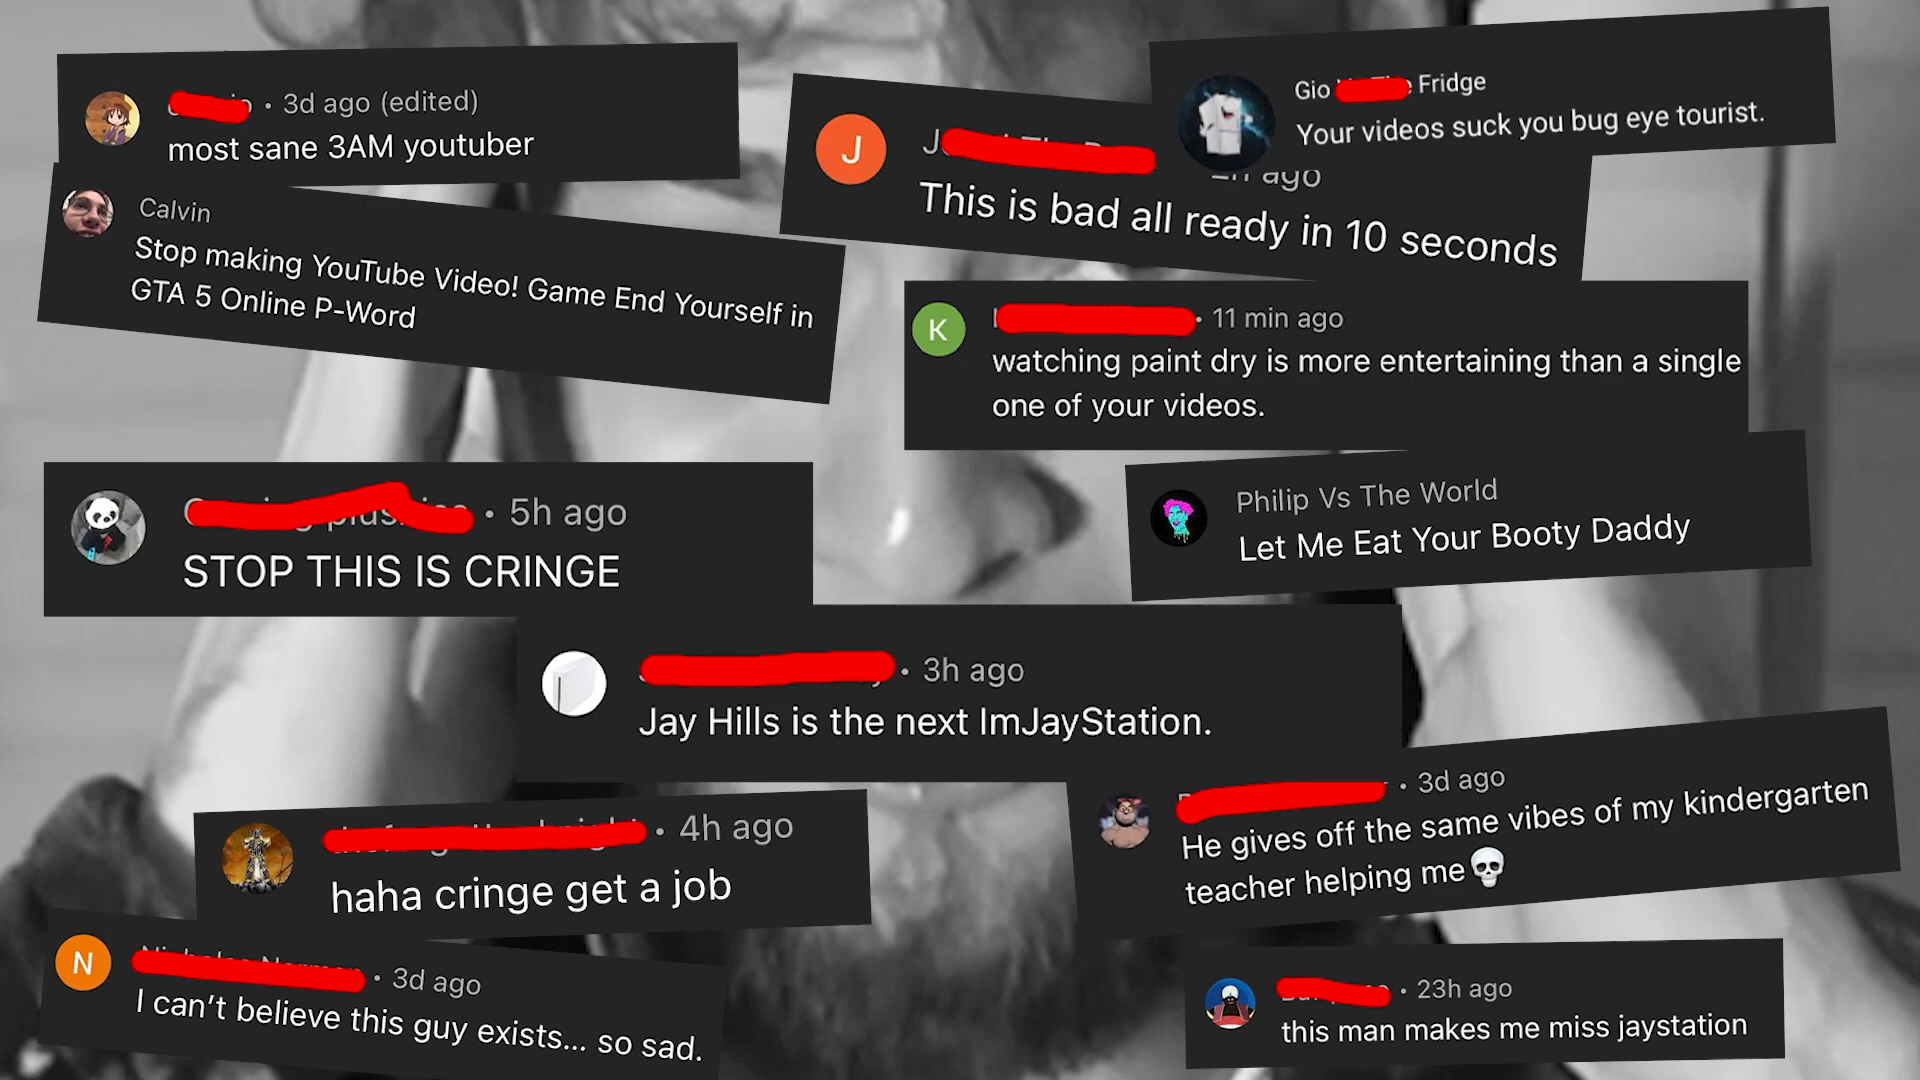 3d ago (edited)
most sane 3AM youtuber
Calvin
Stop making YouTube Video! Game End Yourself in
GTA 5 Online P-Word
Gio Fridge
Your videos suck you bug eye tourist.
J
ago
This is bad all ready in 10 seconds
K
11 min ago
watching paint dry is more entertaining than a single
one of your videos.
5h ago
STOP THIS IS CRINGE
Philip Vs The World
Let Me Eat Your Booty Daddy
3h ago
Jay Hills is the next ImJayStation.
3d ago
He gives off the same vibes of my kindergarten
teacher helping me💀
4h ago
haha cringe get a job
N
3d ago
I can't believe this guy exists... so sad.
23h ago
this man makes me miss jaystation